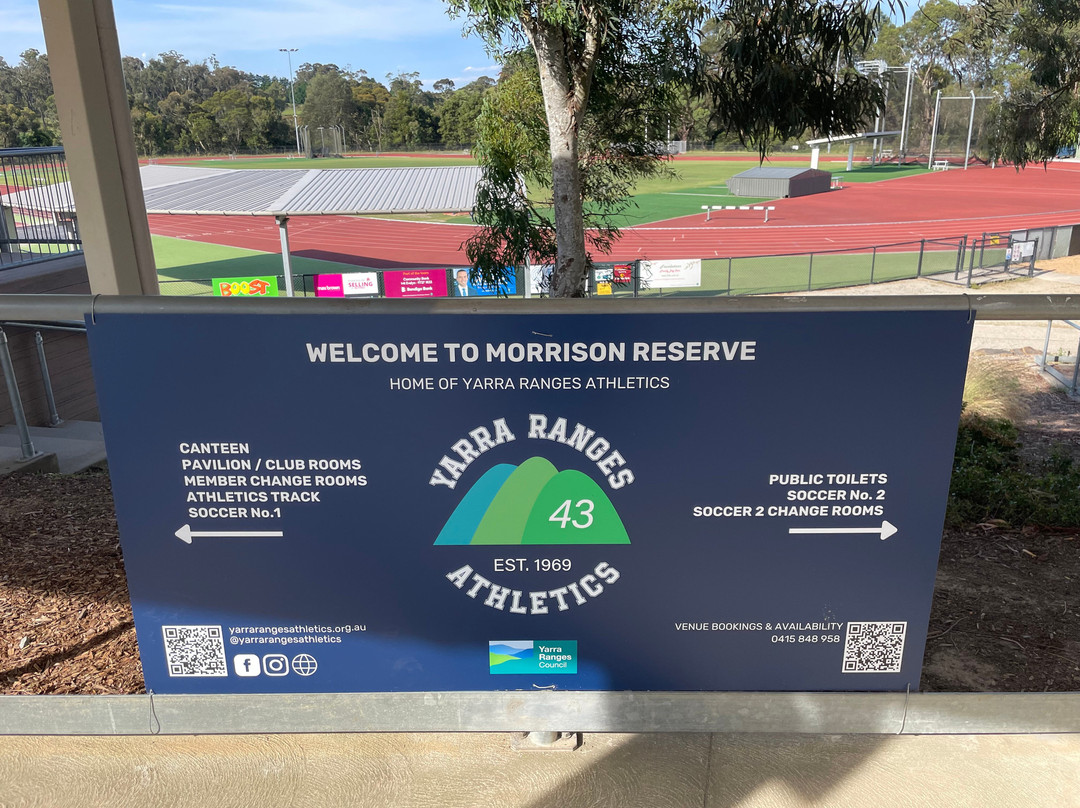 BOOST
SELLING
WELCOME TO MORRISON RESERVE
HOME OF YARRA RANGES ATHLETICS
CANTEEN
PAVILION / CLUB ROOMS
MEMBER CHANGE ROOMS
ATHLETICS TRACK
SOCCER No.1
YARRA RANGES
43
EST. 1969
ATHLETICS
PUBLIC TOILETS
SOCCER No. 2
SOCCER 2 CHANGE ROOMS
yarrarangesathletics.org.au
@yarrarangesathletics
Yarra
Ranges
Council
VENUE BOOKINGS & AVAILABILITY
0415 848 958